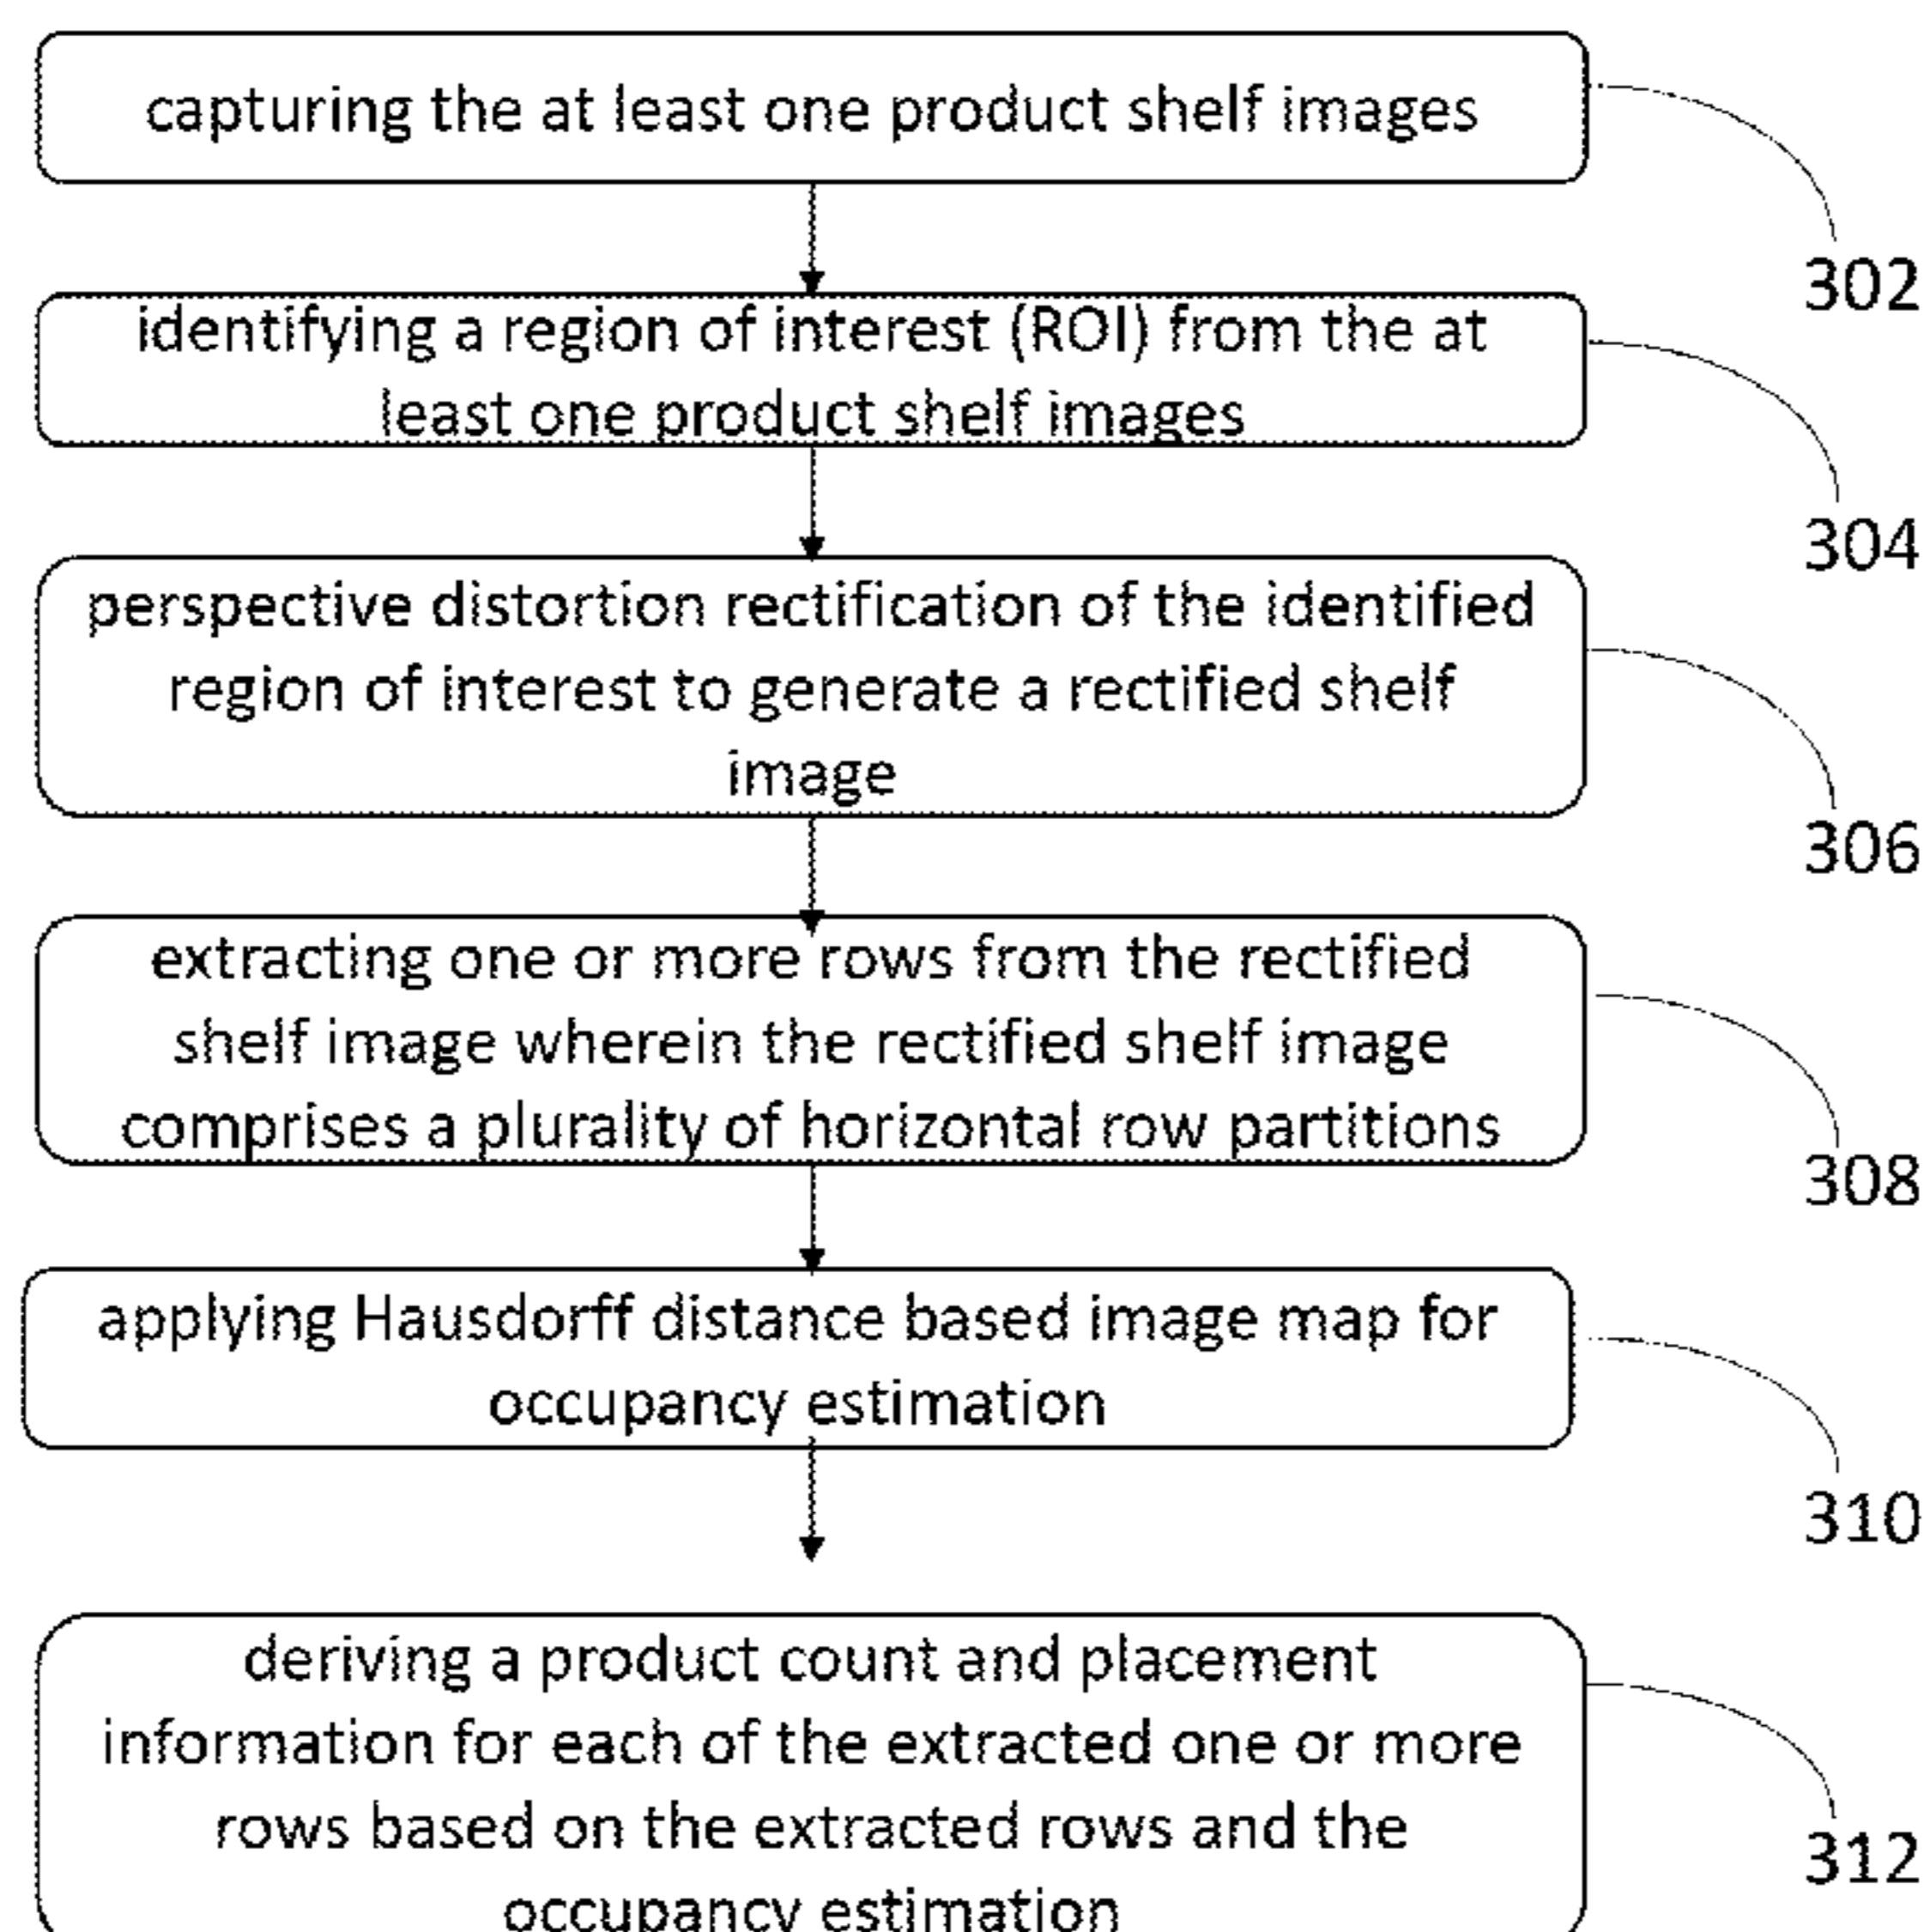 capturing the at least one product shelf images
302
identifying a region of interest (ROI) from the at
least one product shelf images
304
perspective distortion rectification of the identified
region of interest to generate a rectified shelf
image
306
extracting one or more rows from the rectified
shelf image wherein the rectified shelf image
comprises a plurality of horizontal row partitions
308
applying Hausdorff distance based image map for
occupancy estimation
310
deriving a product count and placement
information for each of the extracted one or more
rows based on the extracted rows and the
occupancy estimation
312